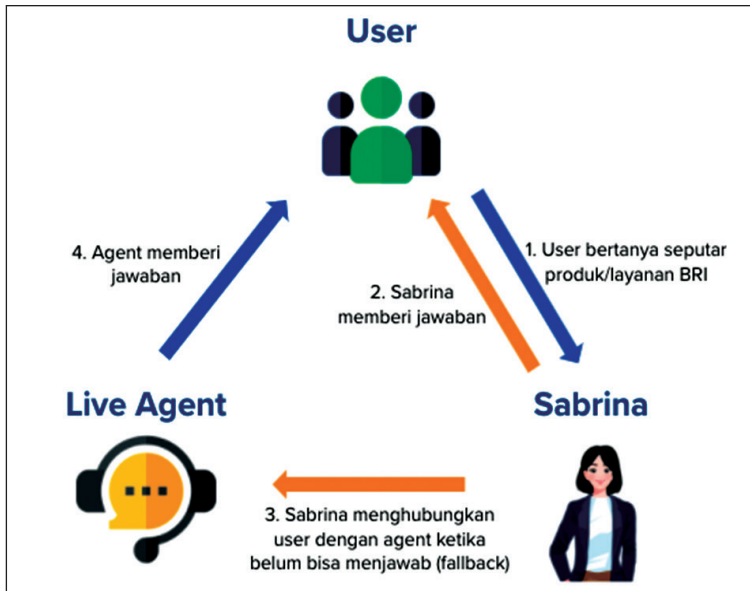 User
4. Agent memberi
jawaban
1. User bertanya seputar
produk/layanan BRI
2. Sabrina
memberi jawaban
Live Agent
Sabrina
3. Sabrina menghubungkan
user dengan agent ketika
belum bisa menjawab (fallback)